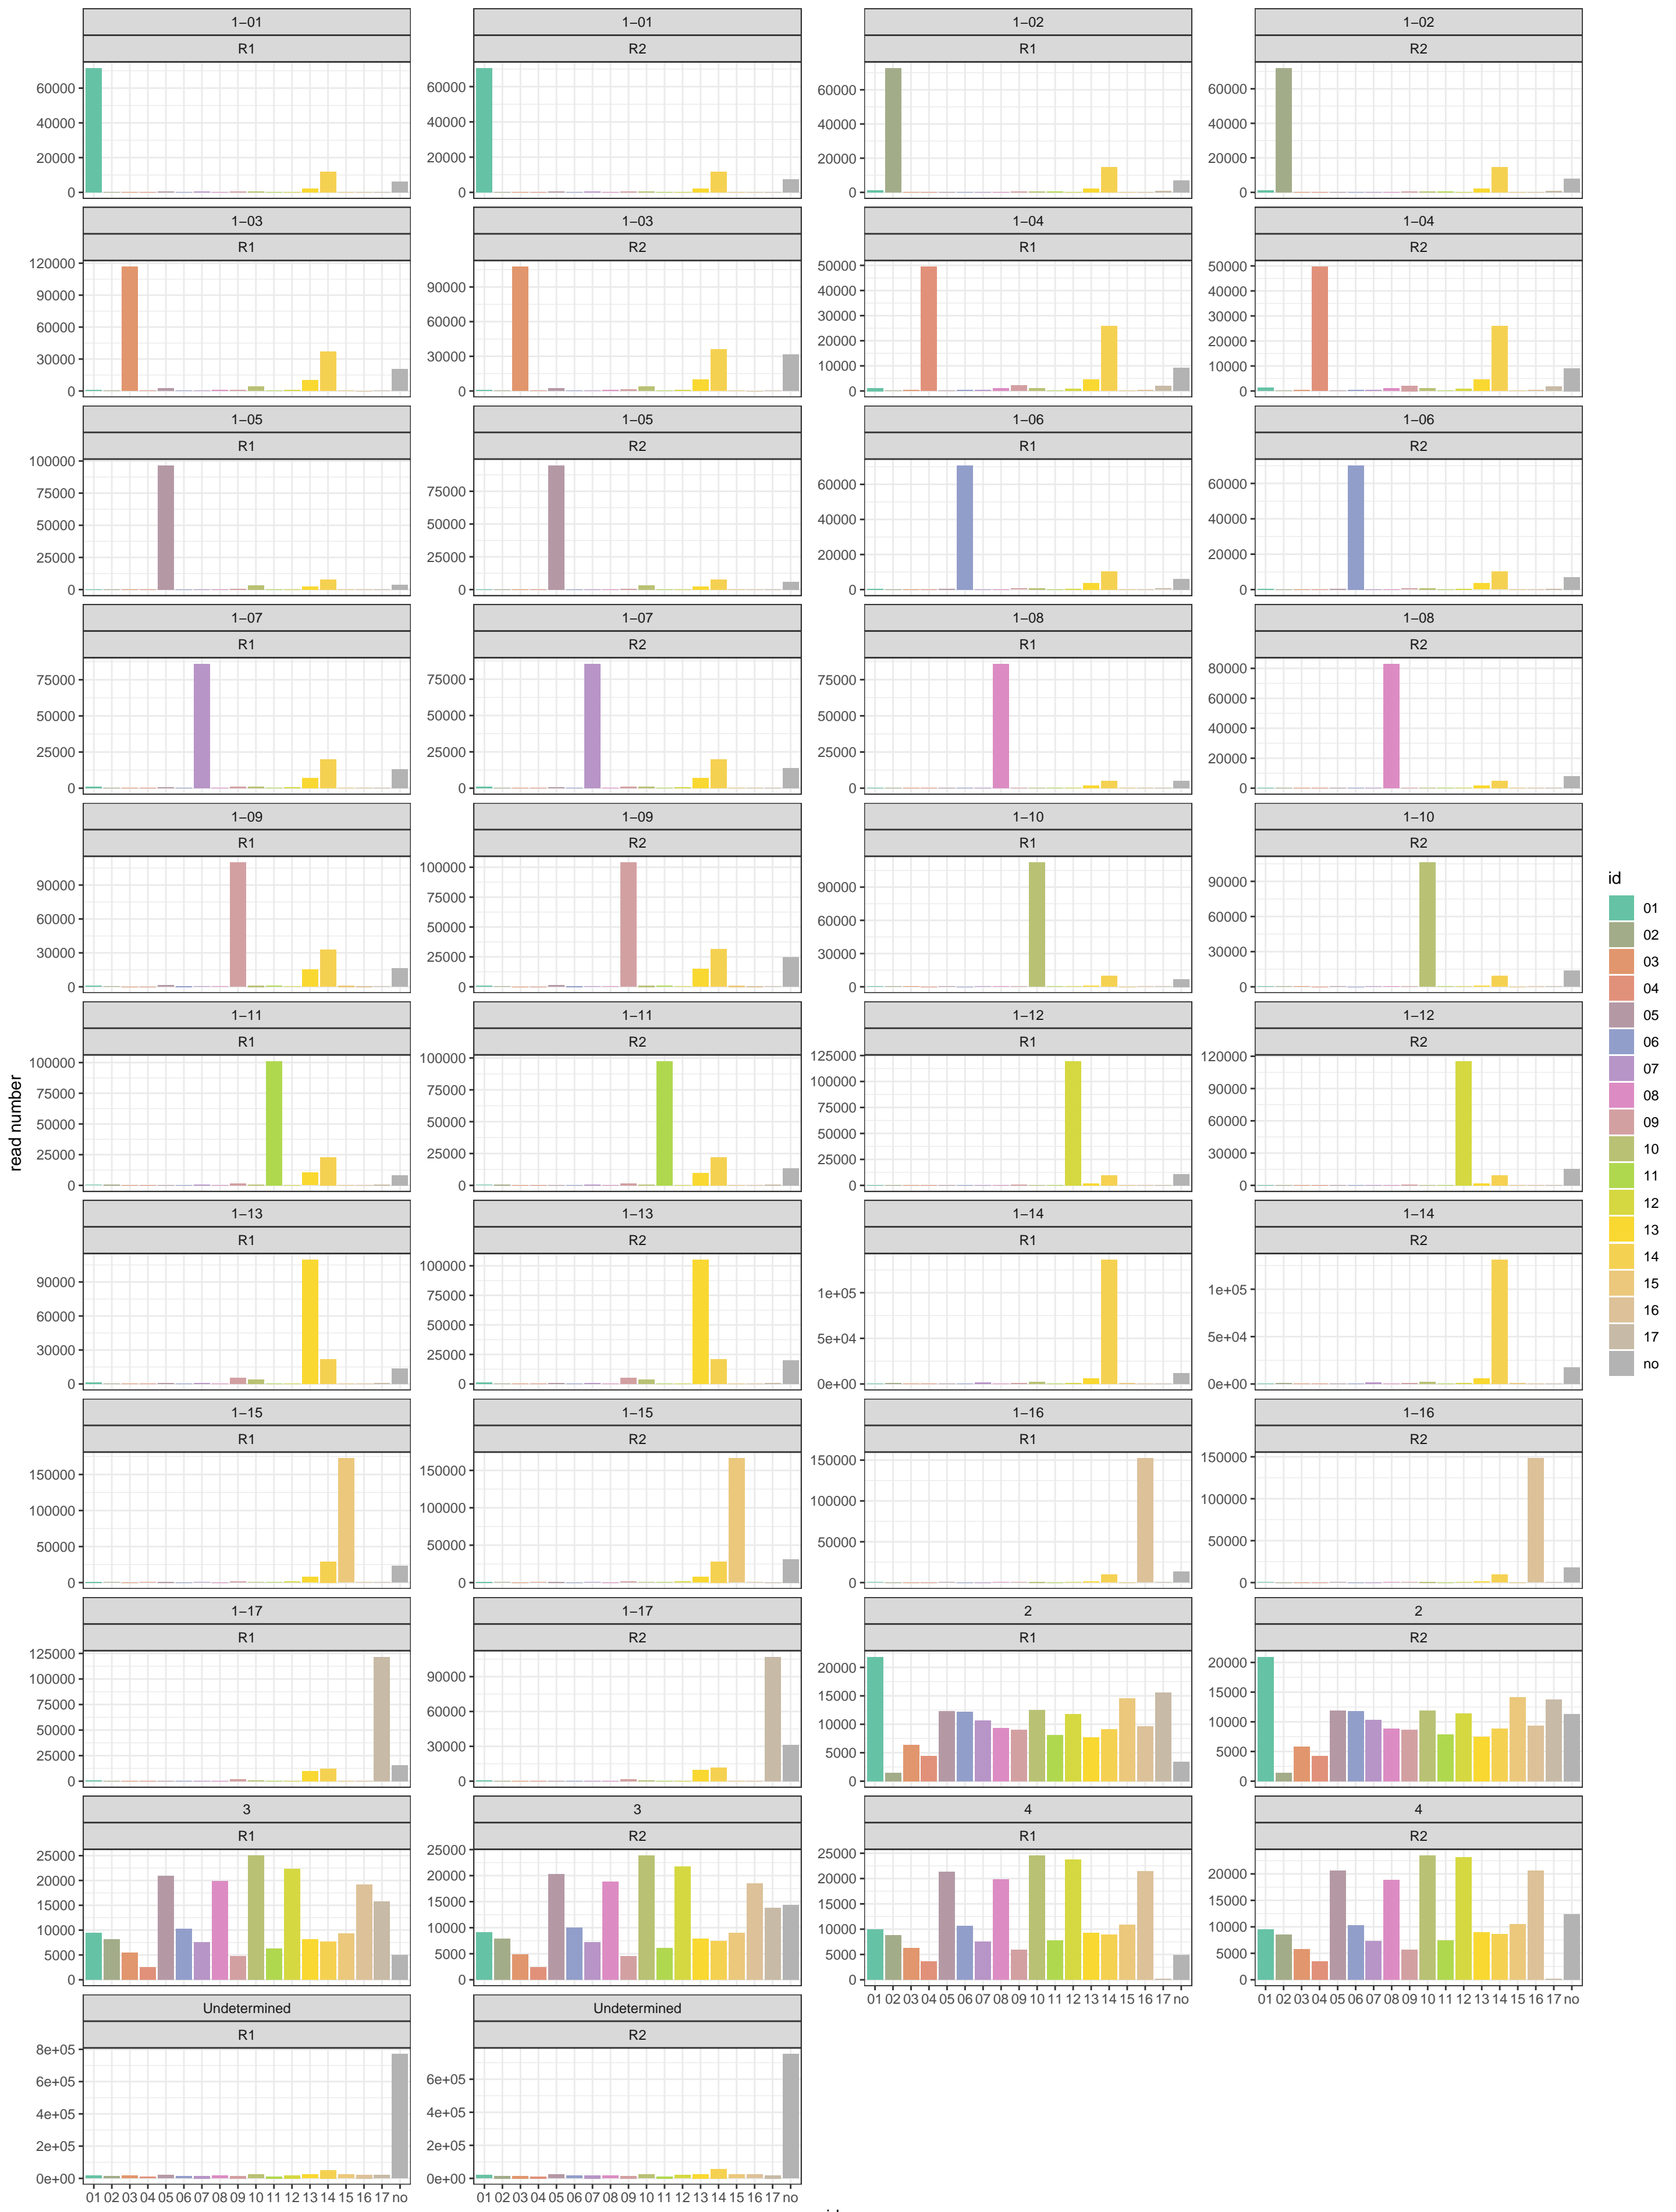 1−01 1−01 1−02 1−02
R1 R2 R1 R2
60000 60000 60000 60000
40000 40000 40000 40000
20000 20000 20000 20000
0 0 0 0
1−03 1−03 1−04 1−04
R1 R2 R1 R2
120000 50000 50000
90000 90000 40000 40000
60000 60000 30000 30000
30000 30000 20000 20000
10000 10000
0 0 0 0
1−05 1−05 1−06 1−06
R1 R2 R1 R2
100000
75000 75000 60000 60000
50000 50000 40000 40000
25000 25000 20000 20000
0 0 0 0
1−07 1−07 1−08 1−08
R1 R2 R1 R2
80000
75000 75000 75000 60000
50000 50000 50000 40000
25000 25000 25000 20000
0 0 0 0
1−09 1−09 1−10 1−10
R1 R2 R1 R2
100000
90000 75000 90000 90000
60000 50000 60000 60000
30000 25000 30000 30000
0 0 0 0
1−11 1−11 1−12 1−12
R1 R2 R1 R2
125000
100000 100000 100000 120000
75000 75000 75000 90000
50000 50000 50000 60000
25000 25000 25000 30000
0 0 0 0
1−13 1−13 1−14 1−14
R1 R2 R1 R2
100000
90000 75000 1e+05 1e+05
60000 50000 5e+04 5e+04
30000 25000
0 0 0e+00 0e+00
1−15 1−15 1−16 1−16
R1 R2 R1 R2
150000 150000 150000 150000
100000 100000 100000 100000
50000 50000 50000 50000
0 0 0 0
1−17 1−17 2 2
R1 R2 R1 R2
125000
100000 90000 20000 20000
75000 60000 15000 15000
50000 30000 10000 10000
25000 5000 5000
0 0 0 0
3 3 4 4
R1 R2 R1 R2
25000 25000 25000
20000 20000 20000 20000
15000 15000 15000 15000
10000 10000 10000 10000
5000 5000 5000 5000
0 0 0 0
01 02 03 04 05 06 07 08 09 10 11 12 13 14 15 16 17 no 01 02 03 04 05 06 07 08 09 10 11 12 13 14 15 16 17 no
Undetermined Undetermined
R1 R2
8e+05
6e+05 6e+05
4e+05 4e+05
2e+05 2e+05
0e+00 0e+00
01 02 03 04 05 06 07 08 09 10 11 12 13 14 15 16 17 no 01 02 03 04 05 06 07 08 09 10 11 12 13 14 15 16 17 no
read number
id
01
02
03
04
05
06
07
08
09
10
11
12
13
14
15
16
17
no